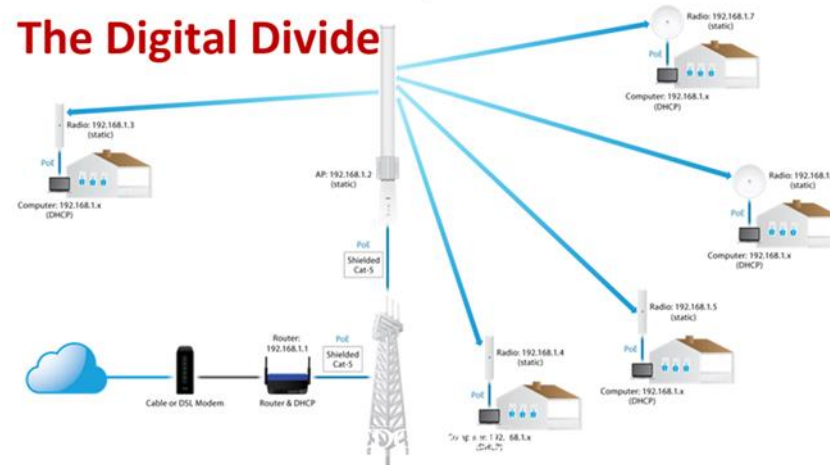 The Digital Divide
Radio: 192.168.1.7
(static)
PoE
Computer: 192.168.1.x
(DHCP)
Radio: 192.168.1.3
(static)
PoE
Computer: 192.168.1.x
(DHCP)
AP: 192.168.1.2
(static)
Radio: 192.168.1.
(static)
PoE
Computer: 192.168.1.x
(DHCP)
PoE
Shielded
Cat-5
Radio: 192.168.1.5
(static)
PoE
Computer: 192.168.1.x
(DHCP)
Router:
192.168.1.1
PoE
Shielded
Cat-5
Cable or DSL Modem
Router & DHCP
Radio: 192.168.1.4
(static)
PoE